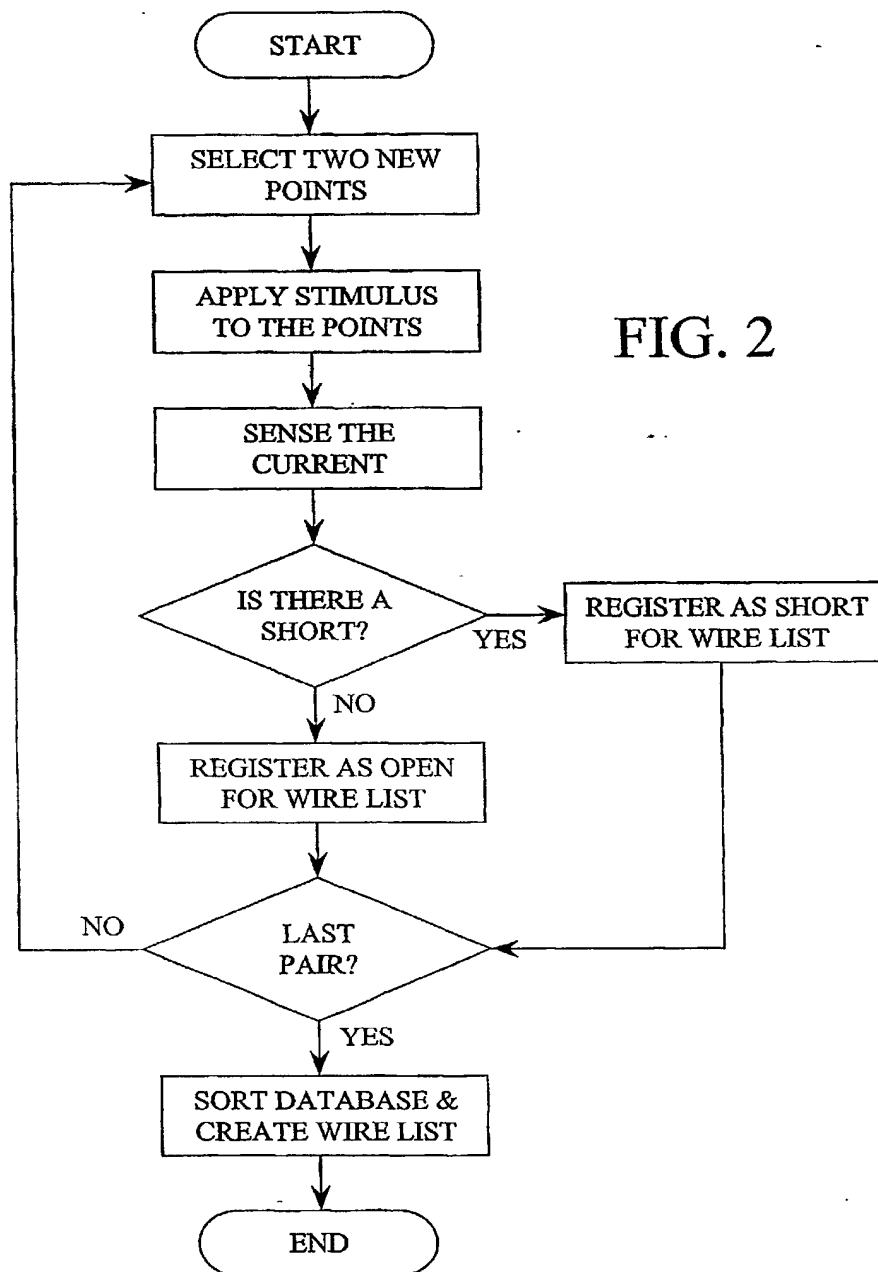 START
SELECT TWO NEW
POINTS
APPLY STIMULUS
TO THE POINTS
FIG. 2
SENSE THE
CURRENT
IS THERE A
SHORT?
YES
REGISTER AS SHORT
FOR WIRE LIST
NO
REGISTER AS OPEN
FOR WIRE LIST
NO
LAST
PAIR?
YES
SORT DATABASE &
CREATE WIRE LIST
END